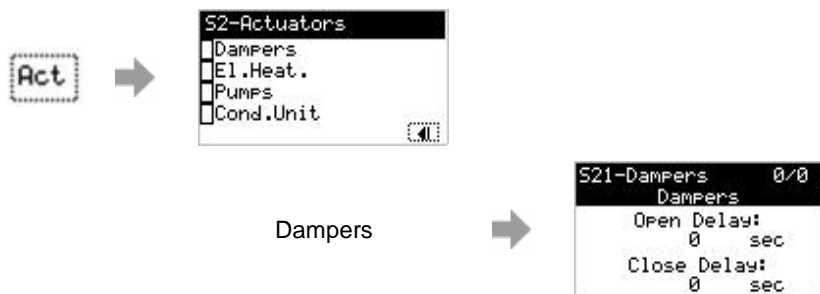 Act
S2-Actuators
Dampers
El.Heat.
Pumps
Cond.Unit
Dampers
S21-Dampers 0/0
Dampers
Open Delay:
0 sec
Close Delay:
0 sec